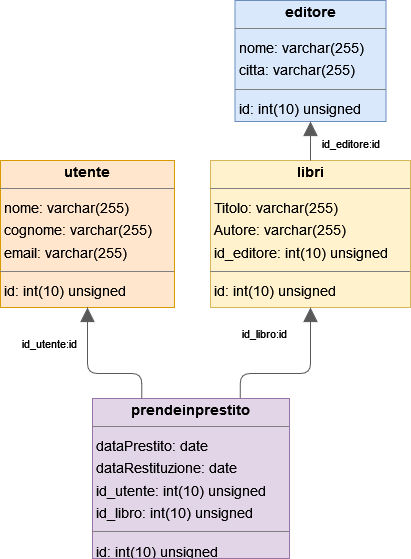 editore
nome: varchar(255)
citta: varchar(255)
id: int(10) unsigned
id_editore:id
utente
nome: varchar(255)
cognome: varchar(255)
email: varchar(255)
id: int(10) unsigned
libri
Titolo: varchar(255)
Autore: varchar(255)
id_editore: int(10) unsigned
id: int(10) unsigned
id_utente:id
id_libro:id
prendeinprestito
dataPrestito: date
dataRestituzione: date
id_utente: int(10) unsigned
id_libro: int(10) unsigned
id: int(10) unsigned